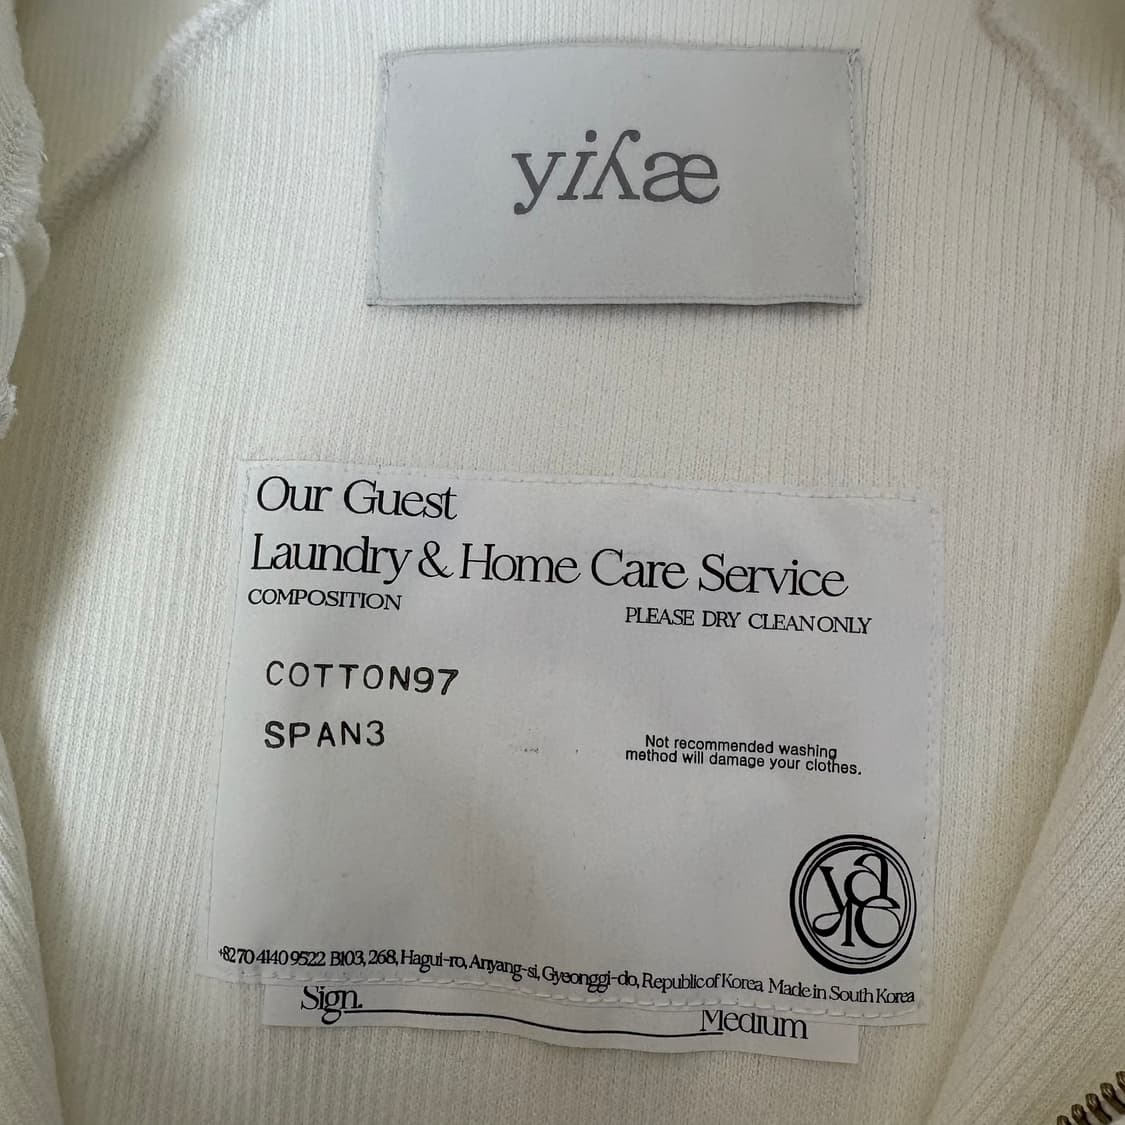 yiʎæ
Our Guest
Laundry & Home Care Service
COMPOSITION
PLEASE DRY CLEAN ONLY
COTTON97
SPAN3
Not recommended washing
method will damage your clothes.
+82 70 4140 9522 B103, 268, Hagui-ro, Anyang-si, Gyeonggi-do, Republic of Korea Made in South Korea
Sign.
Medium